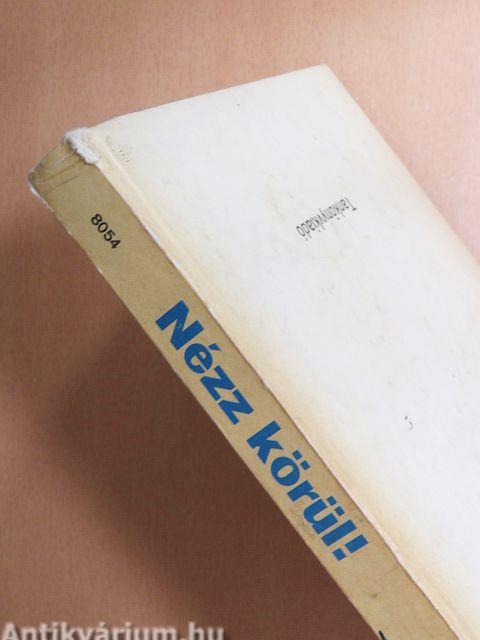 8054
Nézz körül!
Tankönyvkiadó
Antikvárium.hu